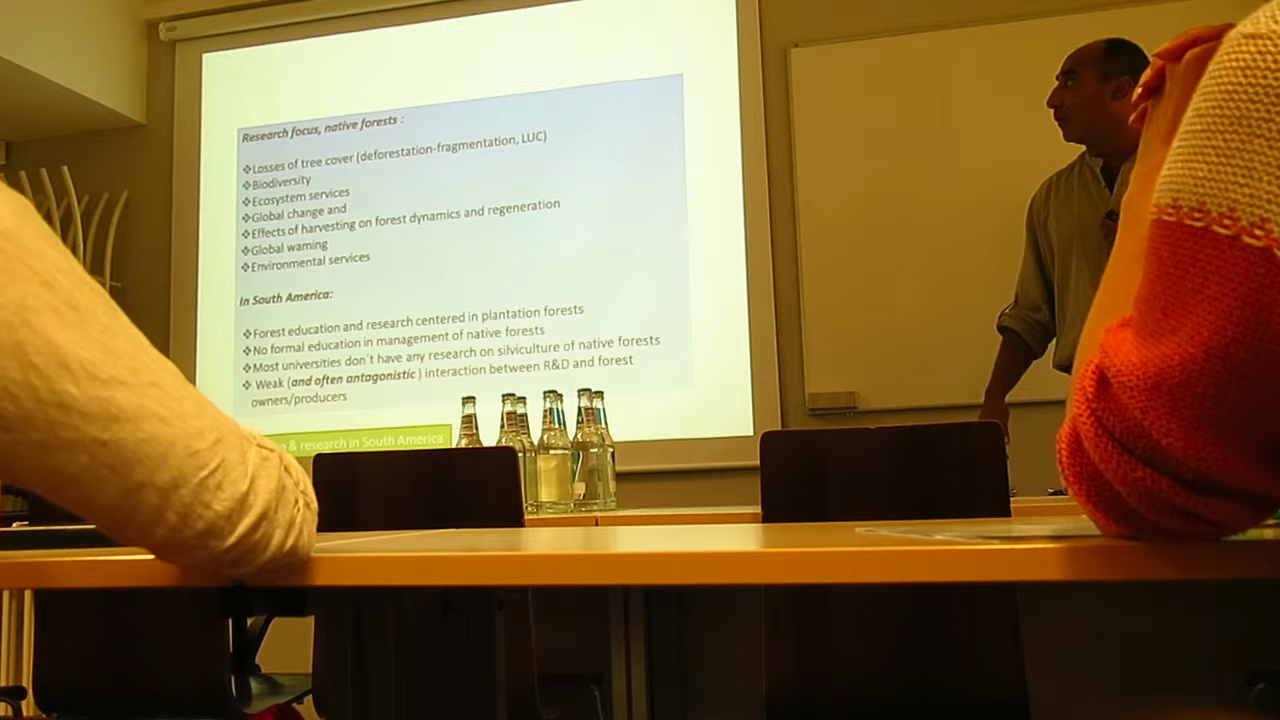 Research focus, native forests :
❖Losses of tree cover (deforestation-fragmentation, LUC)
❖Biodiversity
❖Ecosystem services
❖Global change and
❖Effects of harvesting on forest dynamics and regeneration
❖Global waming
❖Environmental services
In South America:
❖Forest education and research centered in plantation forests
❖No formal education in management of native forests
❖Most universities don´t have any research on silviculture of native forests
❖ Weak (and often antagonistic ) interaction between R&D and forest
owners/producers
& research in South America